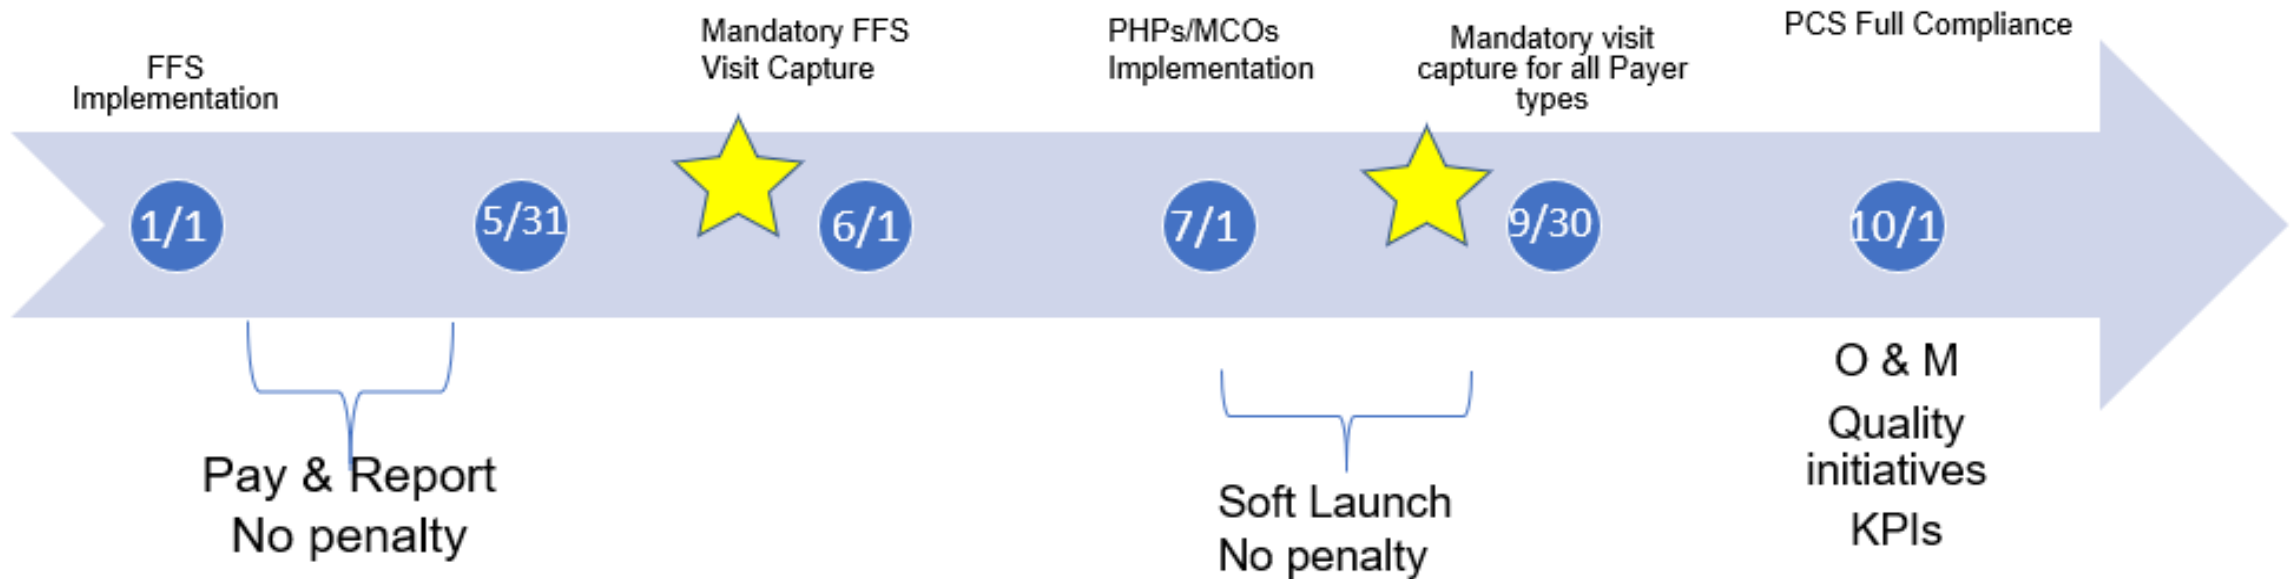 FFS
Implementation
Mandatory FFS
Visit Capture
PHPs/MCOs
Implementation
Mandatory visit
capture for all Payer
types
PCS Full Compliance
1/1
5/31
6/1
7/1
9/30
10/1
Pay & Report
No penalty
Soft Launch
No penalty
O & M
Quality
initiatives
KPIs